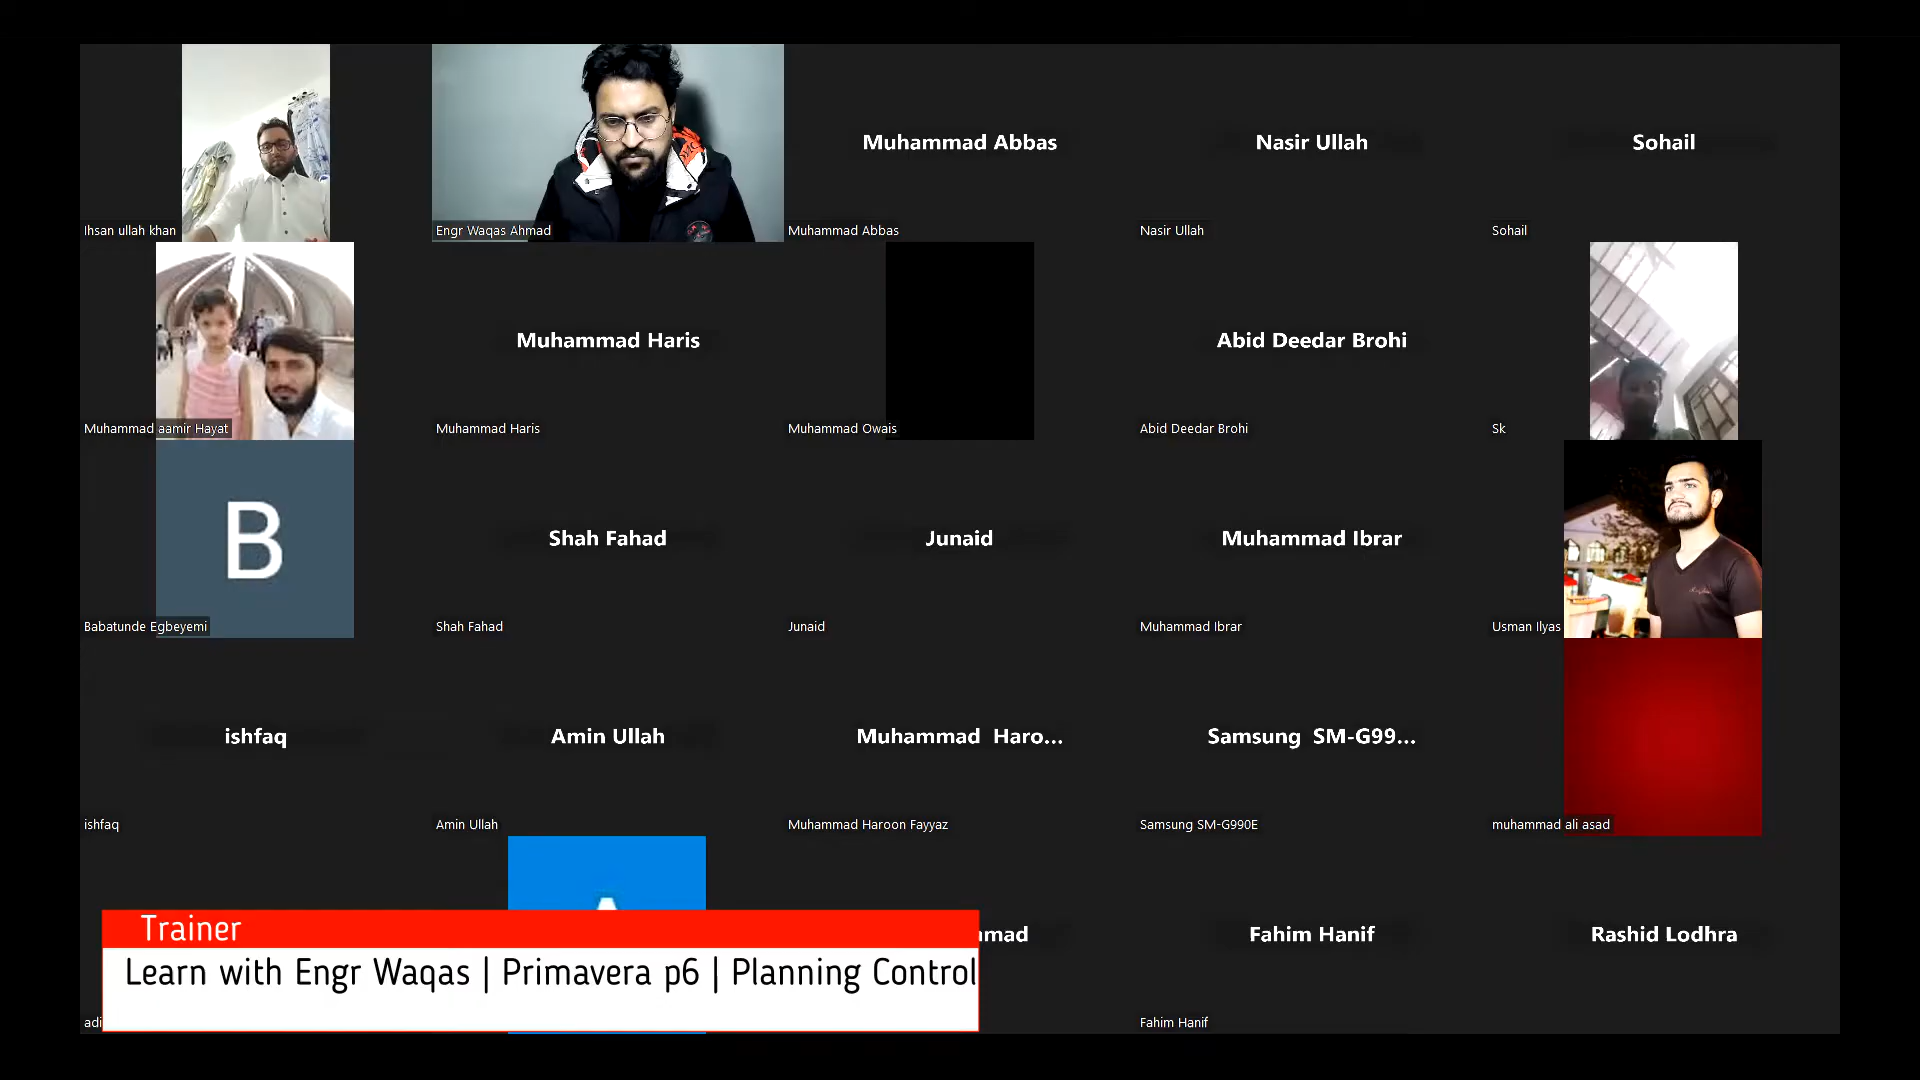 Muhammad Abbas
Nasir Ullah
Sohail
Ihsan ullah khan
Engr Waqas Ahmad
Muhammad Abbas
Nasir Ullah
Sohail
Muhammad Haris
Abid Deedar Brohi
Muhammad aamir Hayat
Muhammad Haris
Muhammad Owais
Abid Deedar Brohi
Sk
B
Shah Fahad
Junaid
Muhammad Ibrar
Babatunde Egbeyemi
Shah Fahad
Junaid
Muhammad Ibrar
Usman Ilyas
ishfaq
Amin Ullah
Muhammad Haro...
Samsung SM-G99...
ishfaq
Amin Ullah
Muhammad Haroon Fayyaz
Samsung SM-G990E
muhammad ali asad
Fahim Hanif
Rashid Lodhra
Trainer
Learn with Engr Waqas | Primavera p6 | Planning Control
Fahim Hanif